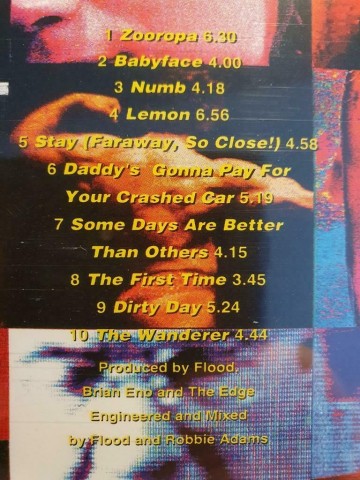 1 Zooropa 6.30
2 Babyface 4.00
3 Numb 4.18
4 Lemon 6.56
5 Stay (Faraway, So Close!) 4.58
6 Daddy's Gonna Pay For
Your Crashed Car 5.19
7 Some Days Are Better
Than Others 4.15
8 The First Time 3.45
9 Dirty Day 5.24
10 The Wanderer 4.44
Produced by Flood,
Brian Eno and The Edge
Engineered and Mixed
by Flood and Robbie Adams